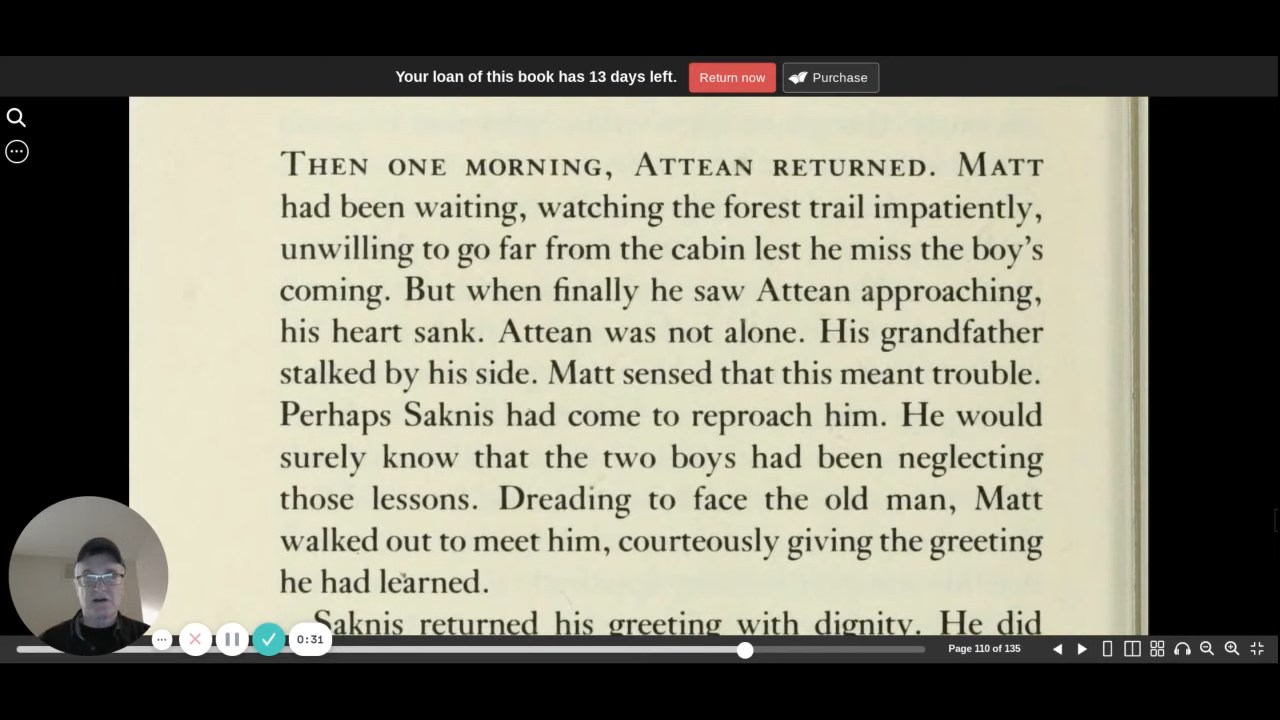 Your loan of this book has 13 days left. Return now Purchase
THEN ONE MORNING, ATTEAN RETURNED. MATT
had been waiting, watching the forest trail impatiently,
unwilling to go far from the cabin lest he miss the boy's
coming. But when finally he saw Attean approaching,
his heart sank. Attean was not alone. His grandfather
stalked by his side. Matt sensed that this meant trouble.
Perhaps Saknis had come to reproach him. He would
surely know that the two boys had been neglecting
those lessons. Dreading to face the old man, Matt
walked out to meet him, courteously giving the greeting
he had learned.
Saknis returned his greeting with dignity. He did
0:31
Page 110 of 135